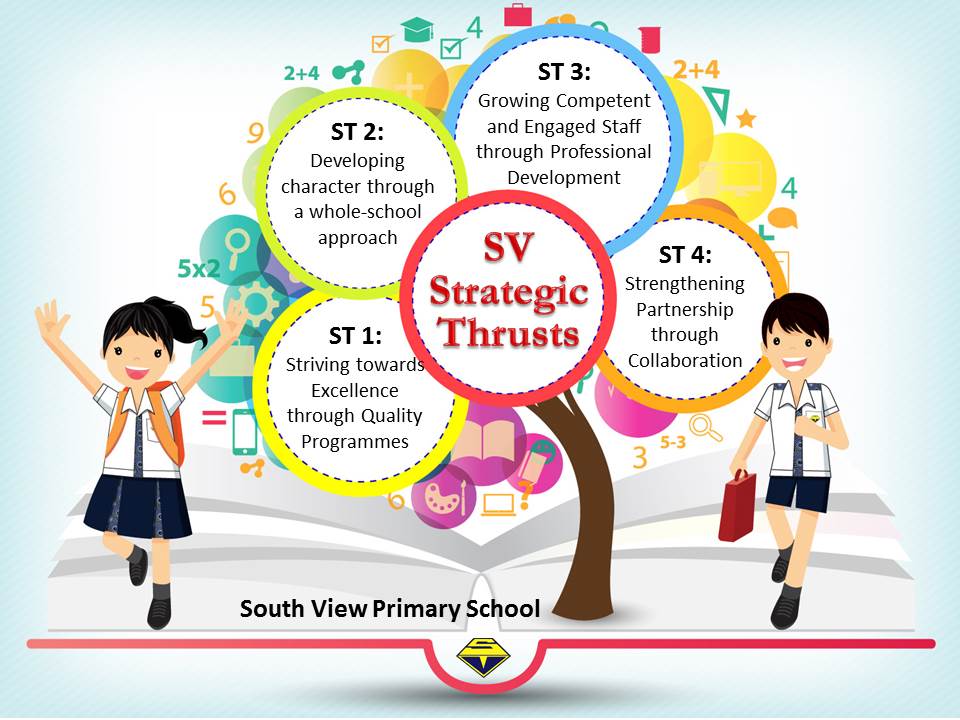 4
2+4
9
6
5x2
5
=
6
2+4
4
+
5-3
3
?
ST 1:
Striving towards
Excellence
through Quality
Programmes
ST 2:
Developing
character through
a whole-school
approach
ST 3:
Growing Competent
and Engaged Staff
through Professional
Development
ST 4:
Strengthening
Partnership
through
Collaboration
SV
Strategic
Thrusts
South View Primary School